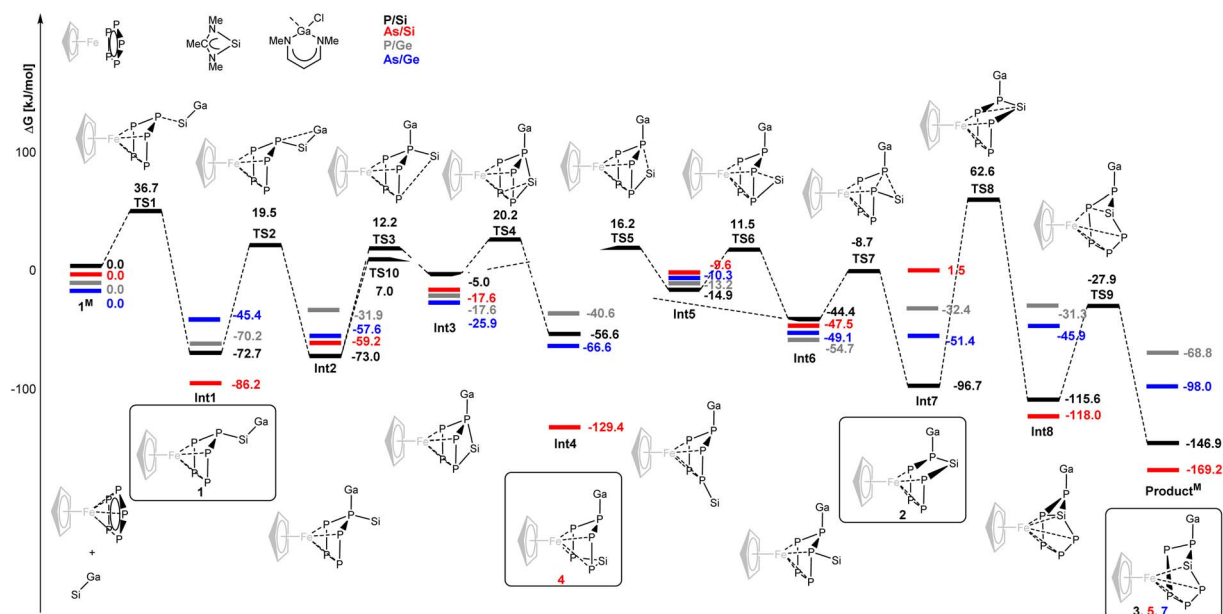 ΔG [kJ/mol]
100
0
-100
Fe
P
P
P
P
P
NMe
MeC
Si
N
Me
Cl
Ga
MeN
NMe
P/Si
As/Si
P/Ge
As/Ge
36.7
TS1
19.5
TS2
12.2
TS3
TS10
7.0
20.2
TS4
16.2
TS5
11.5
TS6
-8.7
TS7
62.6
TS8
-27.9
TS9
0.0
0.0
0.0
0.0
1M
-45.4
-70.2
-72.7
-86.2
Int1
-31.9
-57.6
-59.2
-73.0
Int2
-5.0
-17.6
-17.6
-25.9
Int3
-40.6
-56.6
-66.6
-129.4
Int4
-9.6
-10.3
-13.2
-14.9
Int5
-44.4
-47.5
-49.1
-54.7
Int6
1.5
-32.4
-51.4
-96.7
Int7
-31.3
-45.9
-115.6
-118.0
Int8
-68.8
-98.0
-146.9
-169.2
ProductM
+
Si
Ga
1
4
2
3, 5, 7